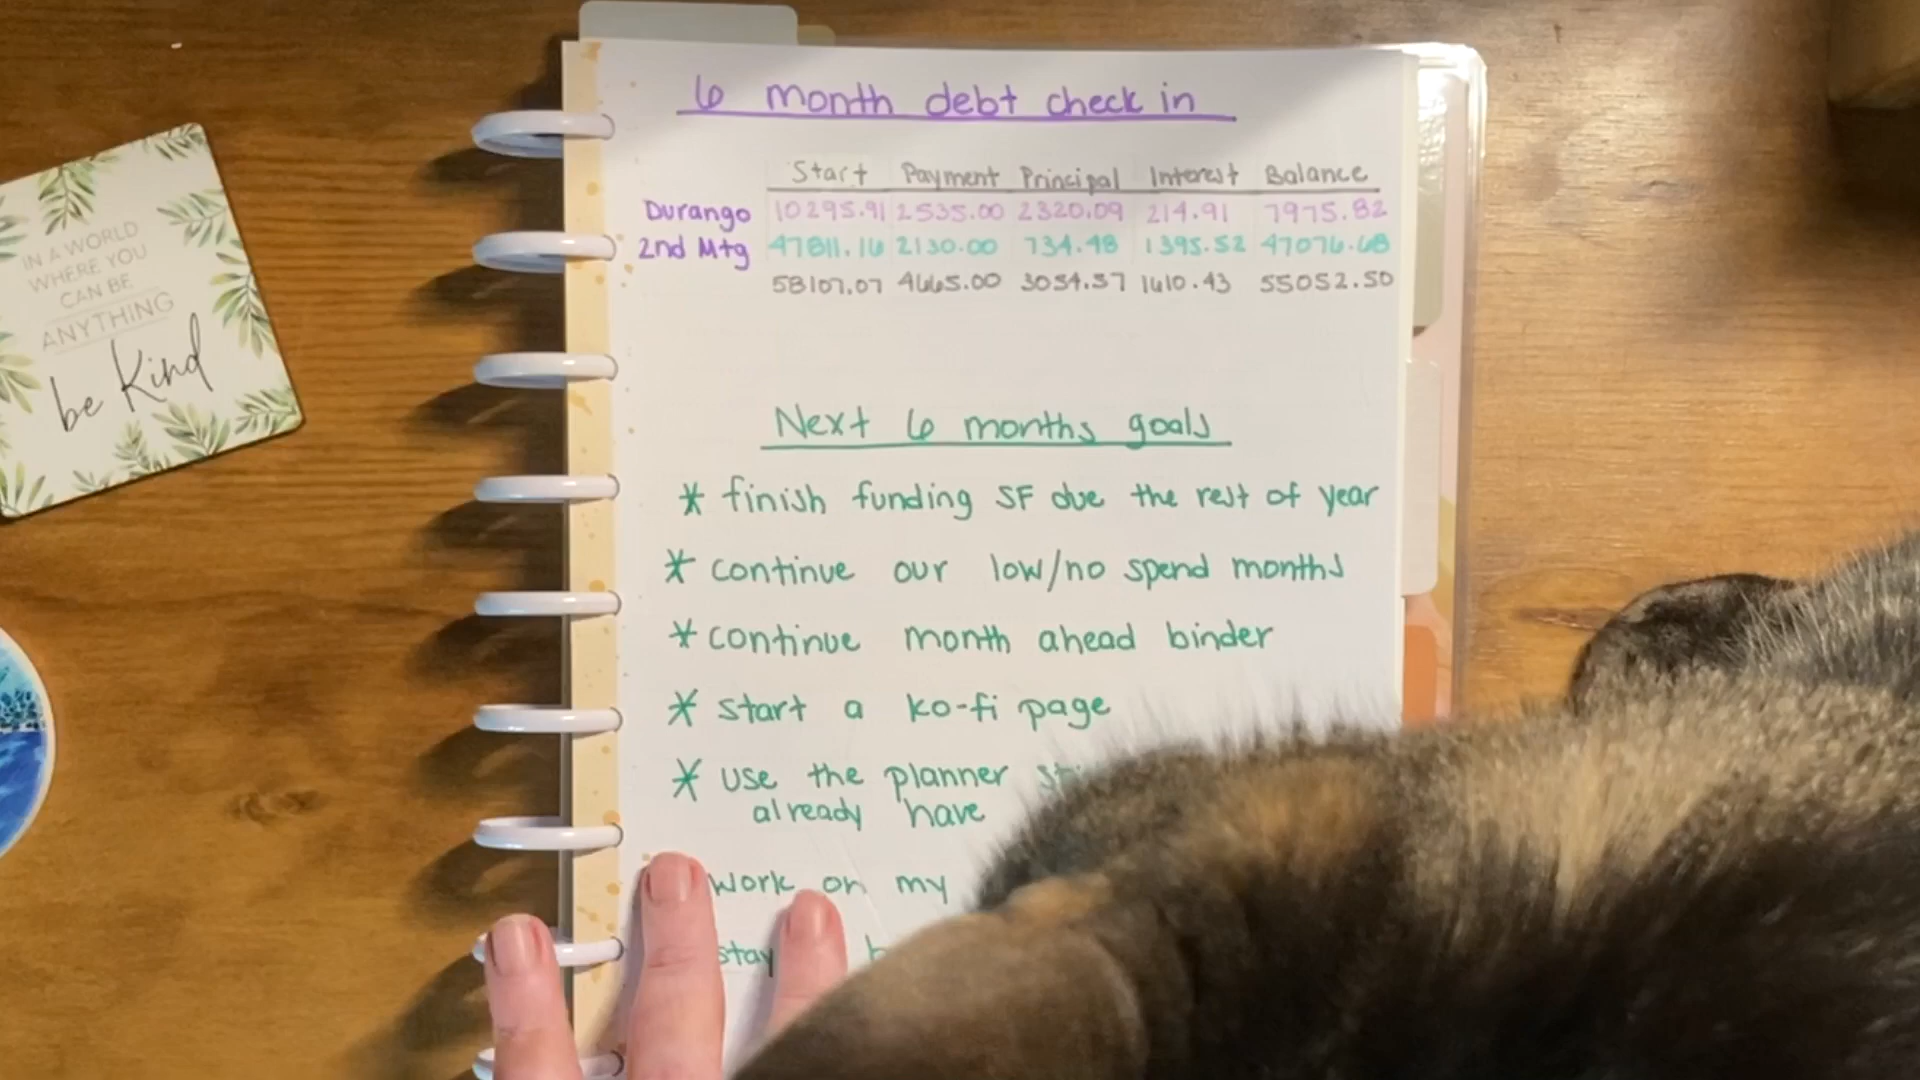 6 month debt check in
Start Payment Principal Interest Balance
Durango 10295.91 2535.00 2320.09 214.91 7975.82
2nd Mtg 47811.16 2130.00 734.48 1395.52 47076.68
58107.07 4665.00 3054.57 1610.43 55052.50
IN A WORLD
WHERE YOU
CAN BE
ANYTHING
be Kind
Next 6 months goals
* finish funding SF due the rest of year
* continue our low/no spend months
* continue month ahead binder
* start a ko-fi page
* use the planner
already have
work on my
stay